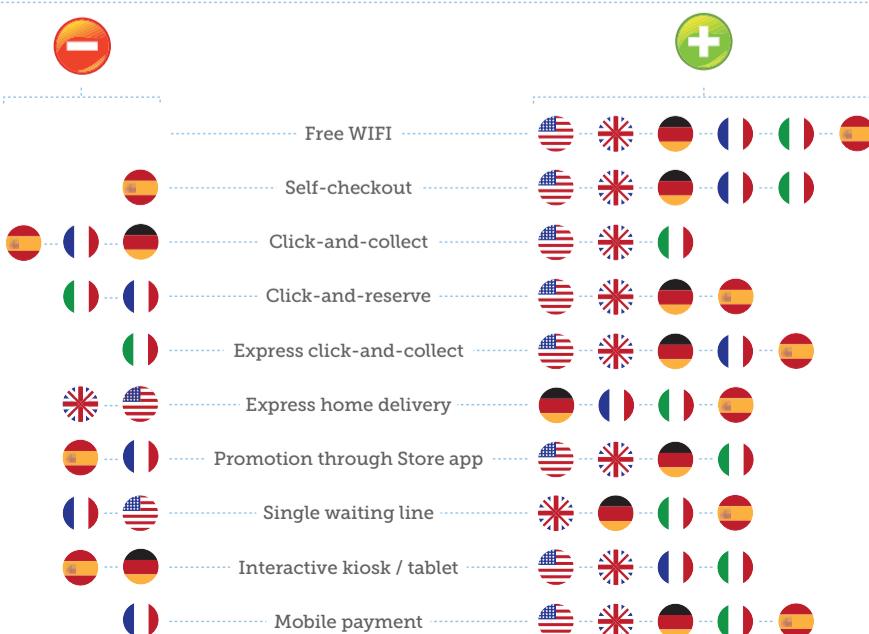 Free WIFI
Self-checkout
Click-and-collect
Click-and-reserve
Express click-and-collect
Express home delivery
Promotion through Store app
Single waiting line
Interactive kiosk / tablet
Mobile payment